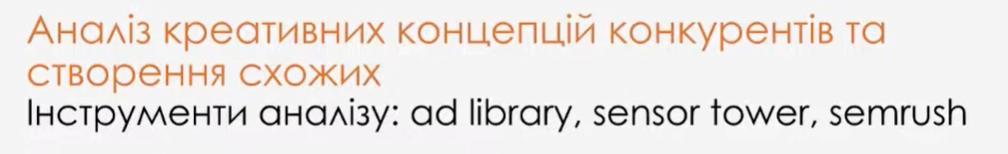 Аналіз креативних концепцій конкурентів та
створення схожих
Інструменти аналізу: ad library, sensor tower, semrush